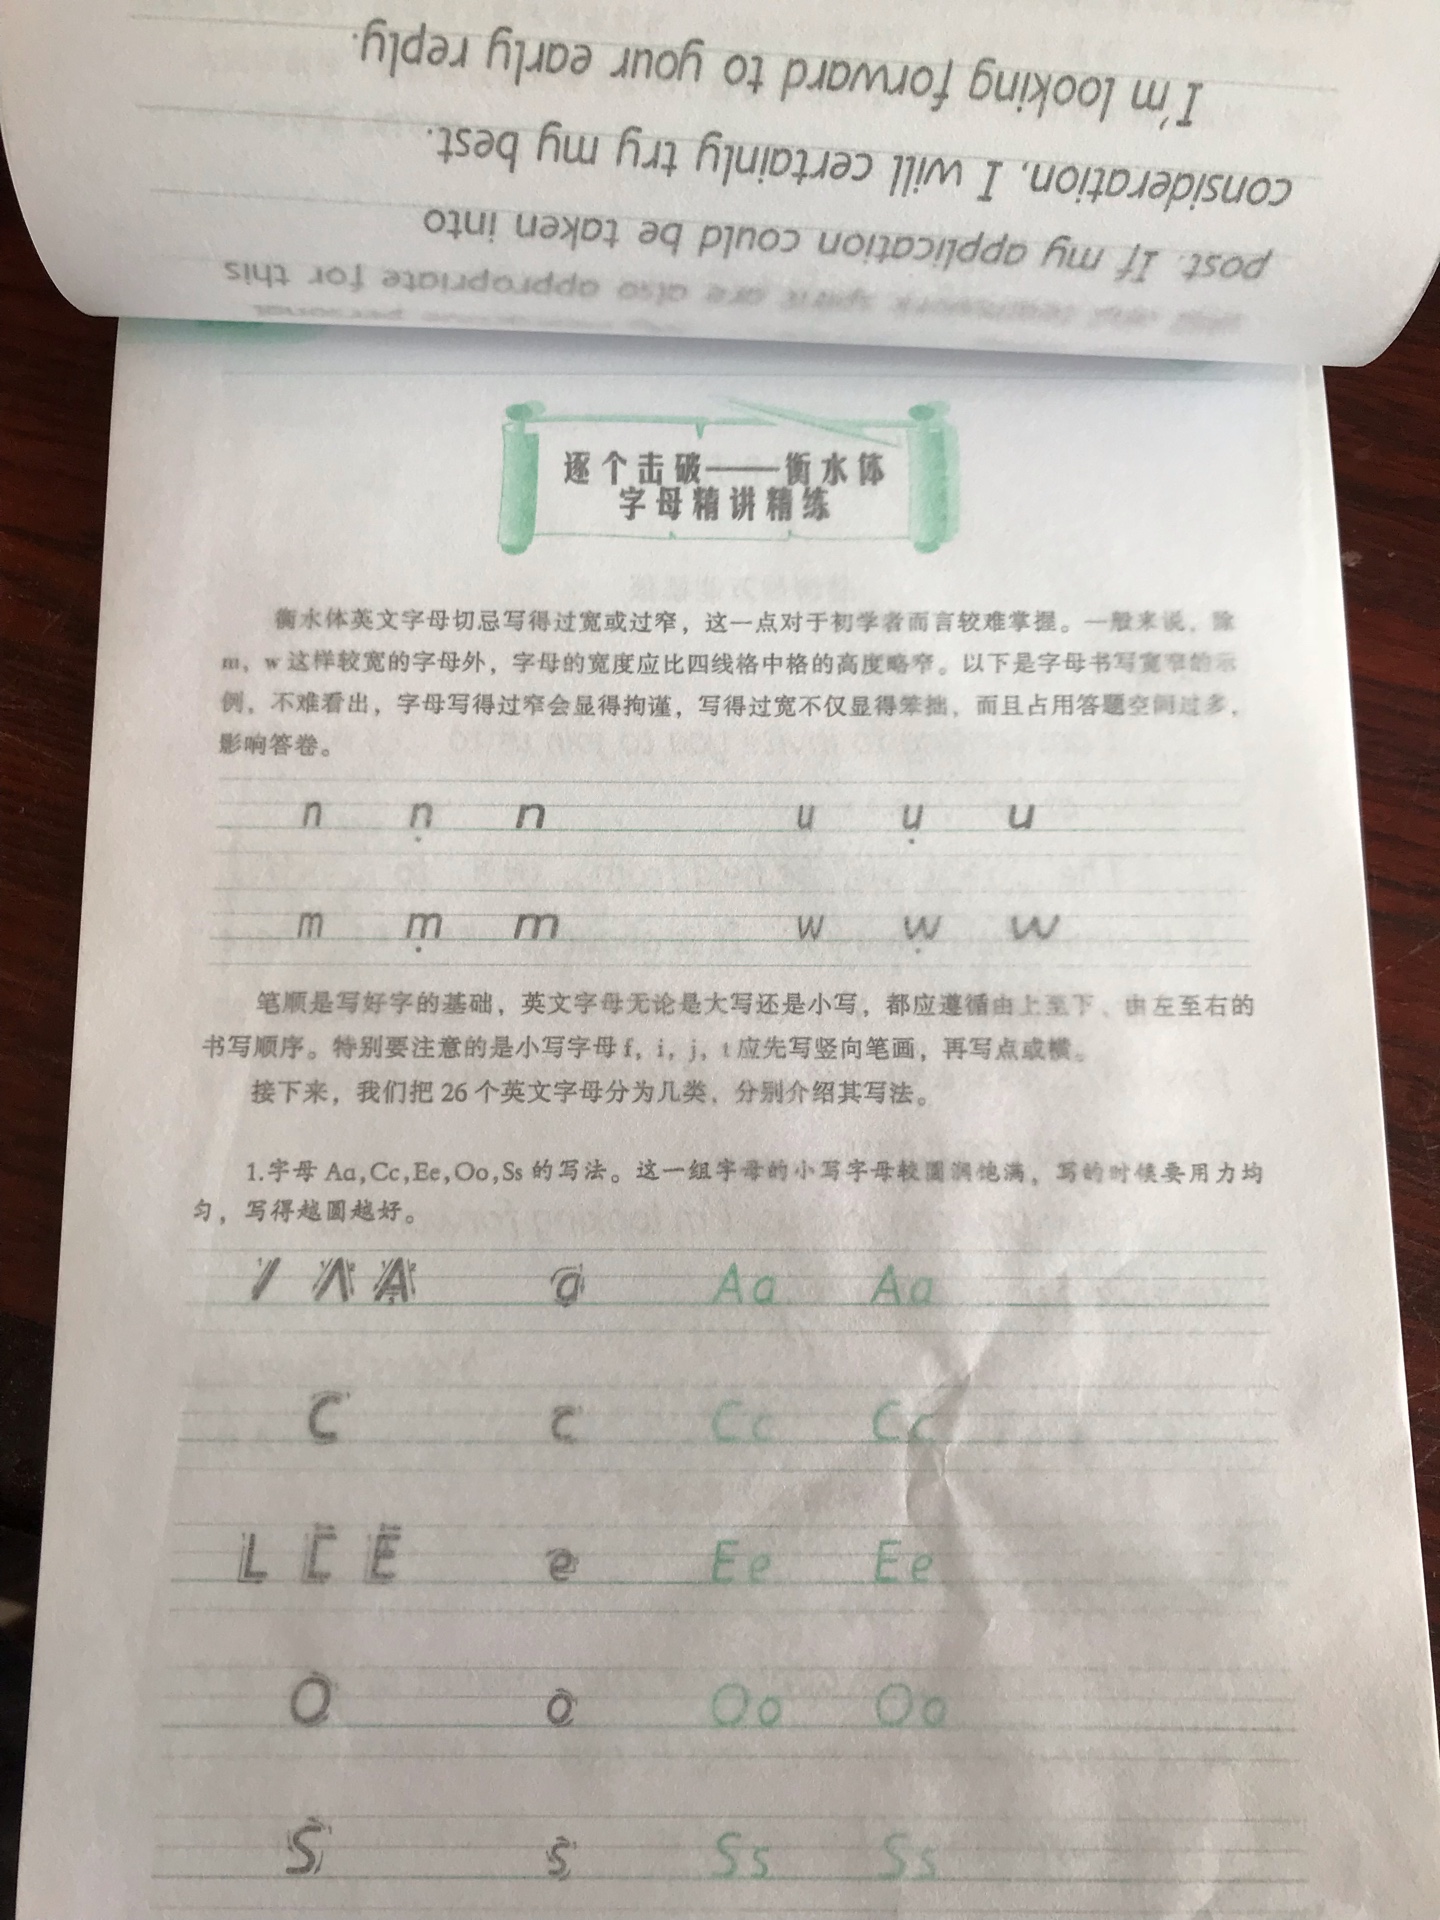 I'm looking forward to your early reply.
consideration, I will certainly try my best.
post. If my application could be taken into
teamwork spirit are also appropriate for this
personal
逐个击破——衡水体
字母精讲精练
衡水体英文字母切忌写得过宽或过窄，这一点对于初学者而言较难掌握。一般来说，除
m，w 这样较宽的字母外，字母的宽度应比四线格中格的高度略窄。以下是字母书写宽窄的示
例，不难看出，字母写得过窄会显得拘谨，写得过宽不仅显得笨拙，而且占用答题空间过多，
影响答卷。
n n n u u u
m m m w w w
笔顺是写好字的基础，英文字母无论是大写还是小写，都应遵循由上至下、由左至右的
书写顺序。特别要注意的是小写字母 f，i，j，t 应先写竖向笔画，再写点或横。
接下来，我们把 26 个英文字母分为几类，分别介绍其写法。
1.字母 Aa,Cc,Ee,Oo,Ss 的写法。这一组字母的小写字母较圆润饱满，写的时候要用力均
匀，写得越圆越好。
A a Aa Aa
C c Cc Cc
L E e Ee Ee
O o Oo Oo
S s Ss Ss